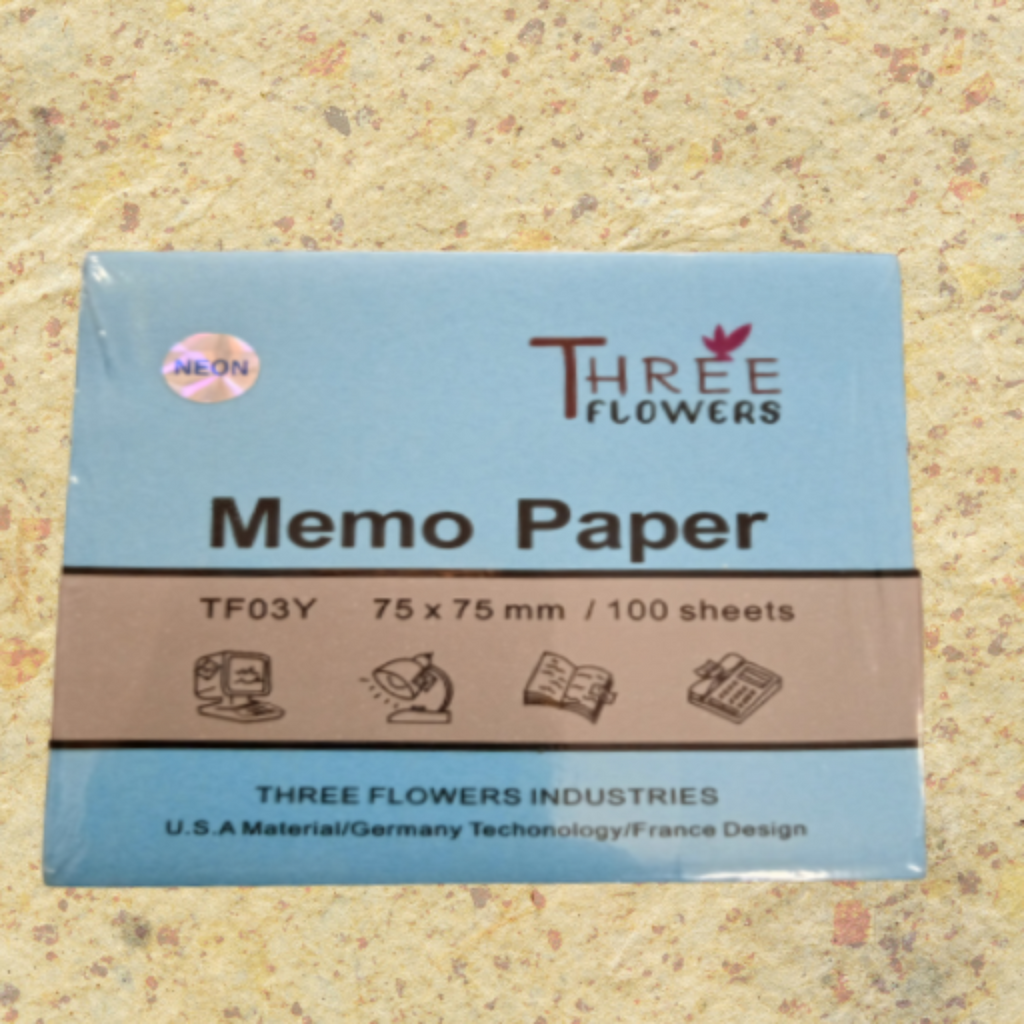 NEON
THREE
FLOWERS
Memo Paper
TF03Y 75 x 75 mm / 100 sheets
THREE FLOWERS INDUSTRIES
U.S.A Material/Germany Techonology/France Design